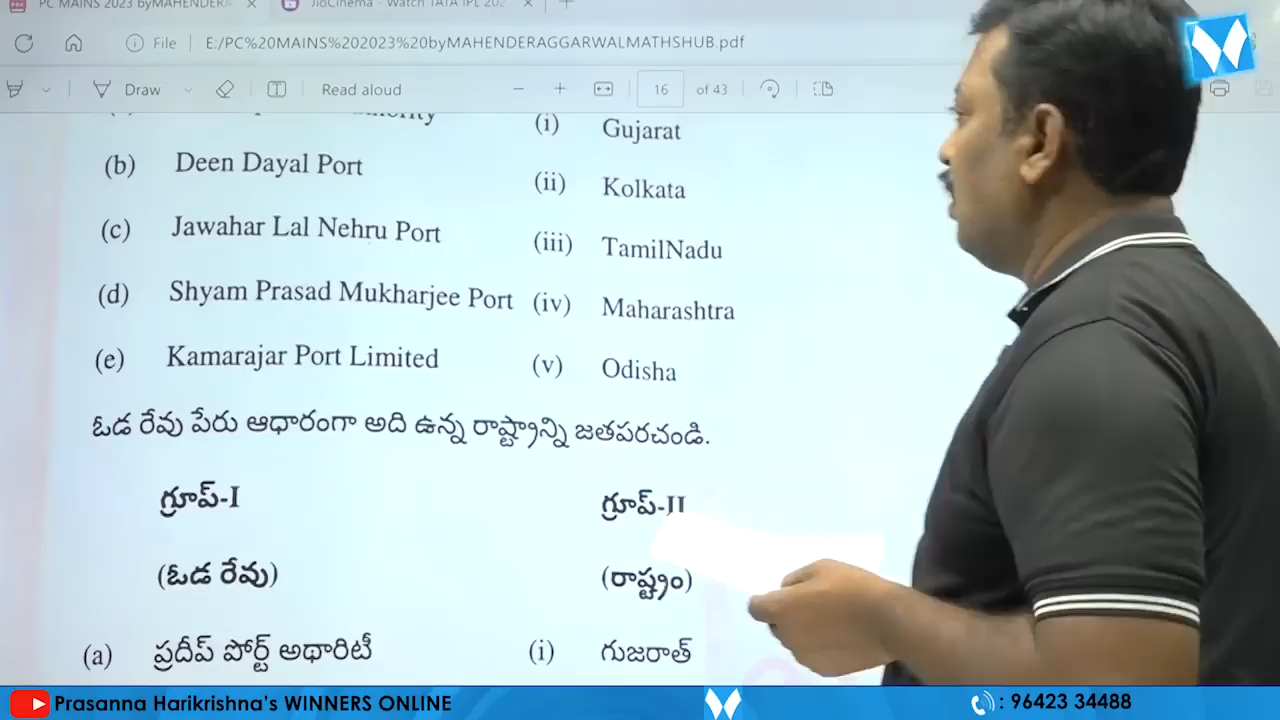 PC MAINS 2023 byMAHENDERA
JioCinema - Watch TATA IPL 202
File
E:/PC%20MAINS%202023%20byMAHENDERAGGARWALMATHSHUB.pdf
Draw
Read aloud
16 of 43
(i) Gujarat
(b) Deen Dayal Port (ii) Kolkata
(c) Jawahar Lal Nehru Port (iii) TamilNadu
(d) Shyam Prasad Mukharjee Port (iv) Maharashtra
(e) Kamarajar Port Limited (v) Odisha
ఓడ రేవు పేరు ఆధారంగా అది ఉన్న రాష్ట్రాన్ని జతపరచండి.
గ్రూప్-I గ్రూప్-II
(ఓడ రేవు) (రాష్ట్రం)
(a) ప్రదీప్ పోర్ట్ అథారిటీ (i) గుజరాత్
Prasanna Harikrishna's WINNERS ONLINE
: 96423 34488